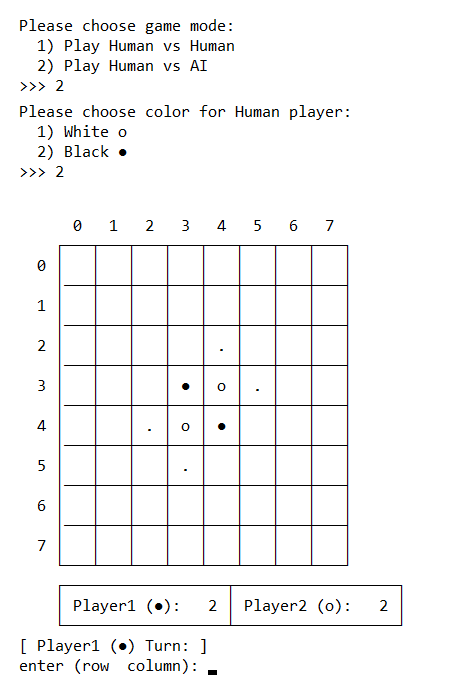 Please choose game mode:
1) Play Human vs Human
2) Play Human vs AI
>>> 2
Please choose color for Human player:
1) White o
2) Black ●
>>> 2
0 1 2 3 4 5 6 7
0
1
2 .
3 ● o .
4 . o ●
5 .
6
7
Player1 (●): 2 Player2 (o): 2
[ Player1 (●) Turn: ]
enter (row column):